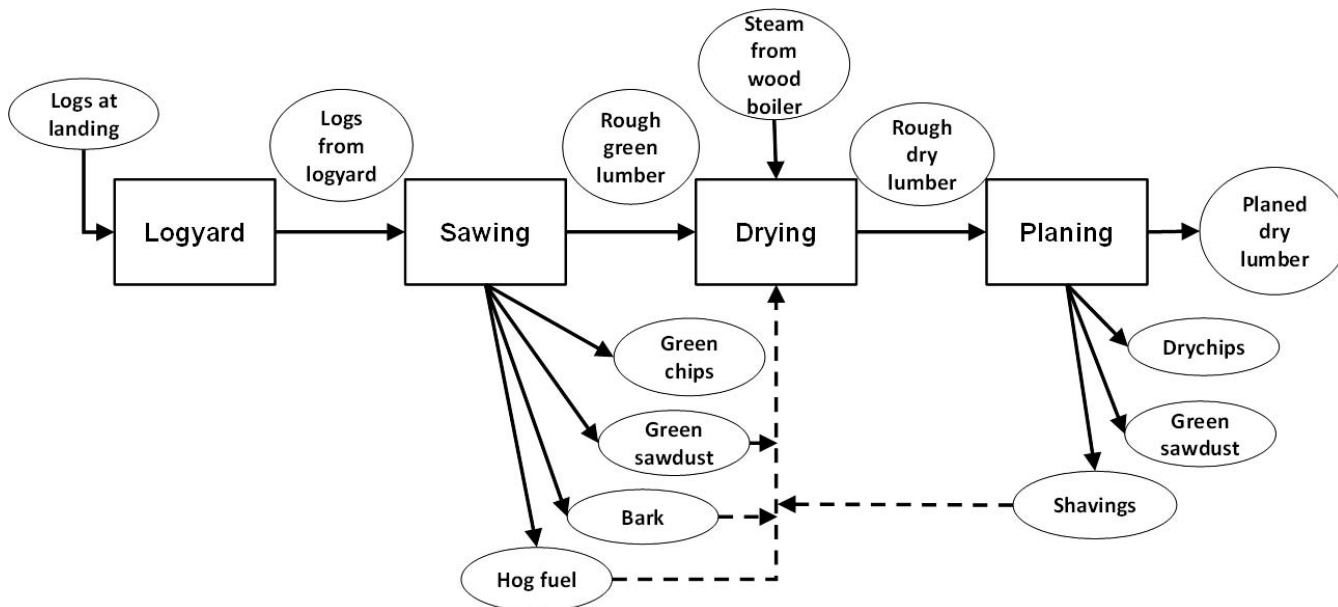 Steam
from
wood
boiler
Logs at
landing
Logs
from
logyard
Rough
green
lumber
Rough
dry
lumber
Planed
dry
lumber
Logyard
Sawing
Drying
Planing
Green
chips
Drychips
Green
sawdust
Green
sawdust
Bark
Shavings
Hog fuel